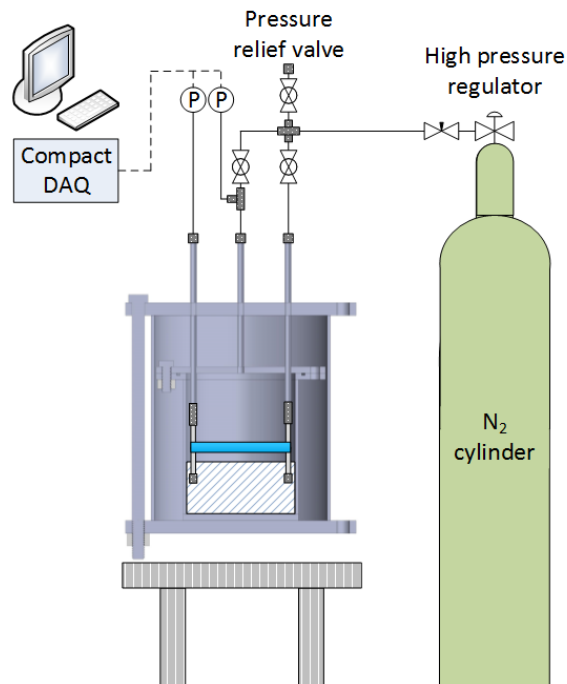 Pressure
relief valve
High pressure
regulator
P
P
Compact
DAQ
N₂
cylinder